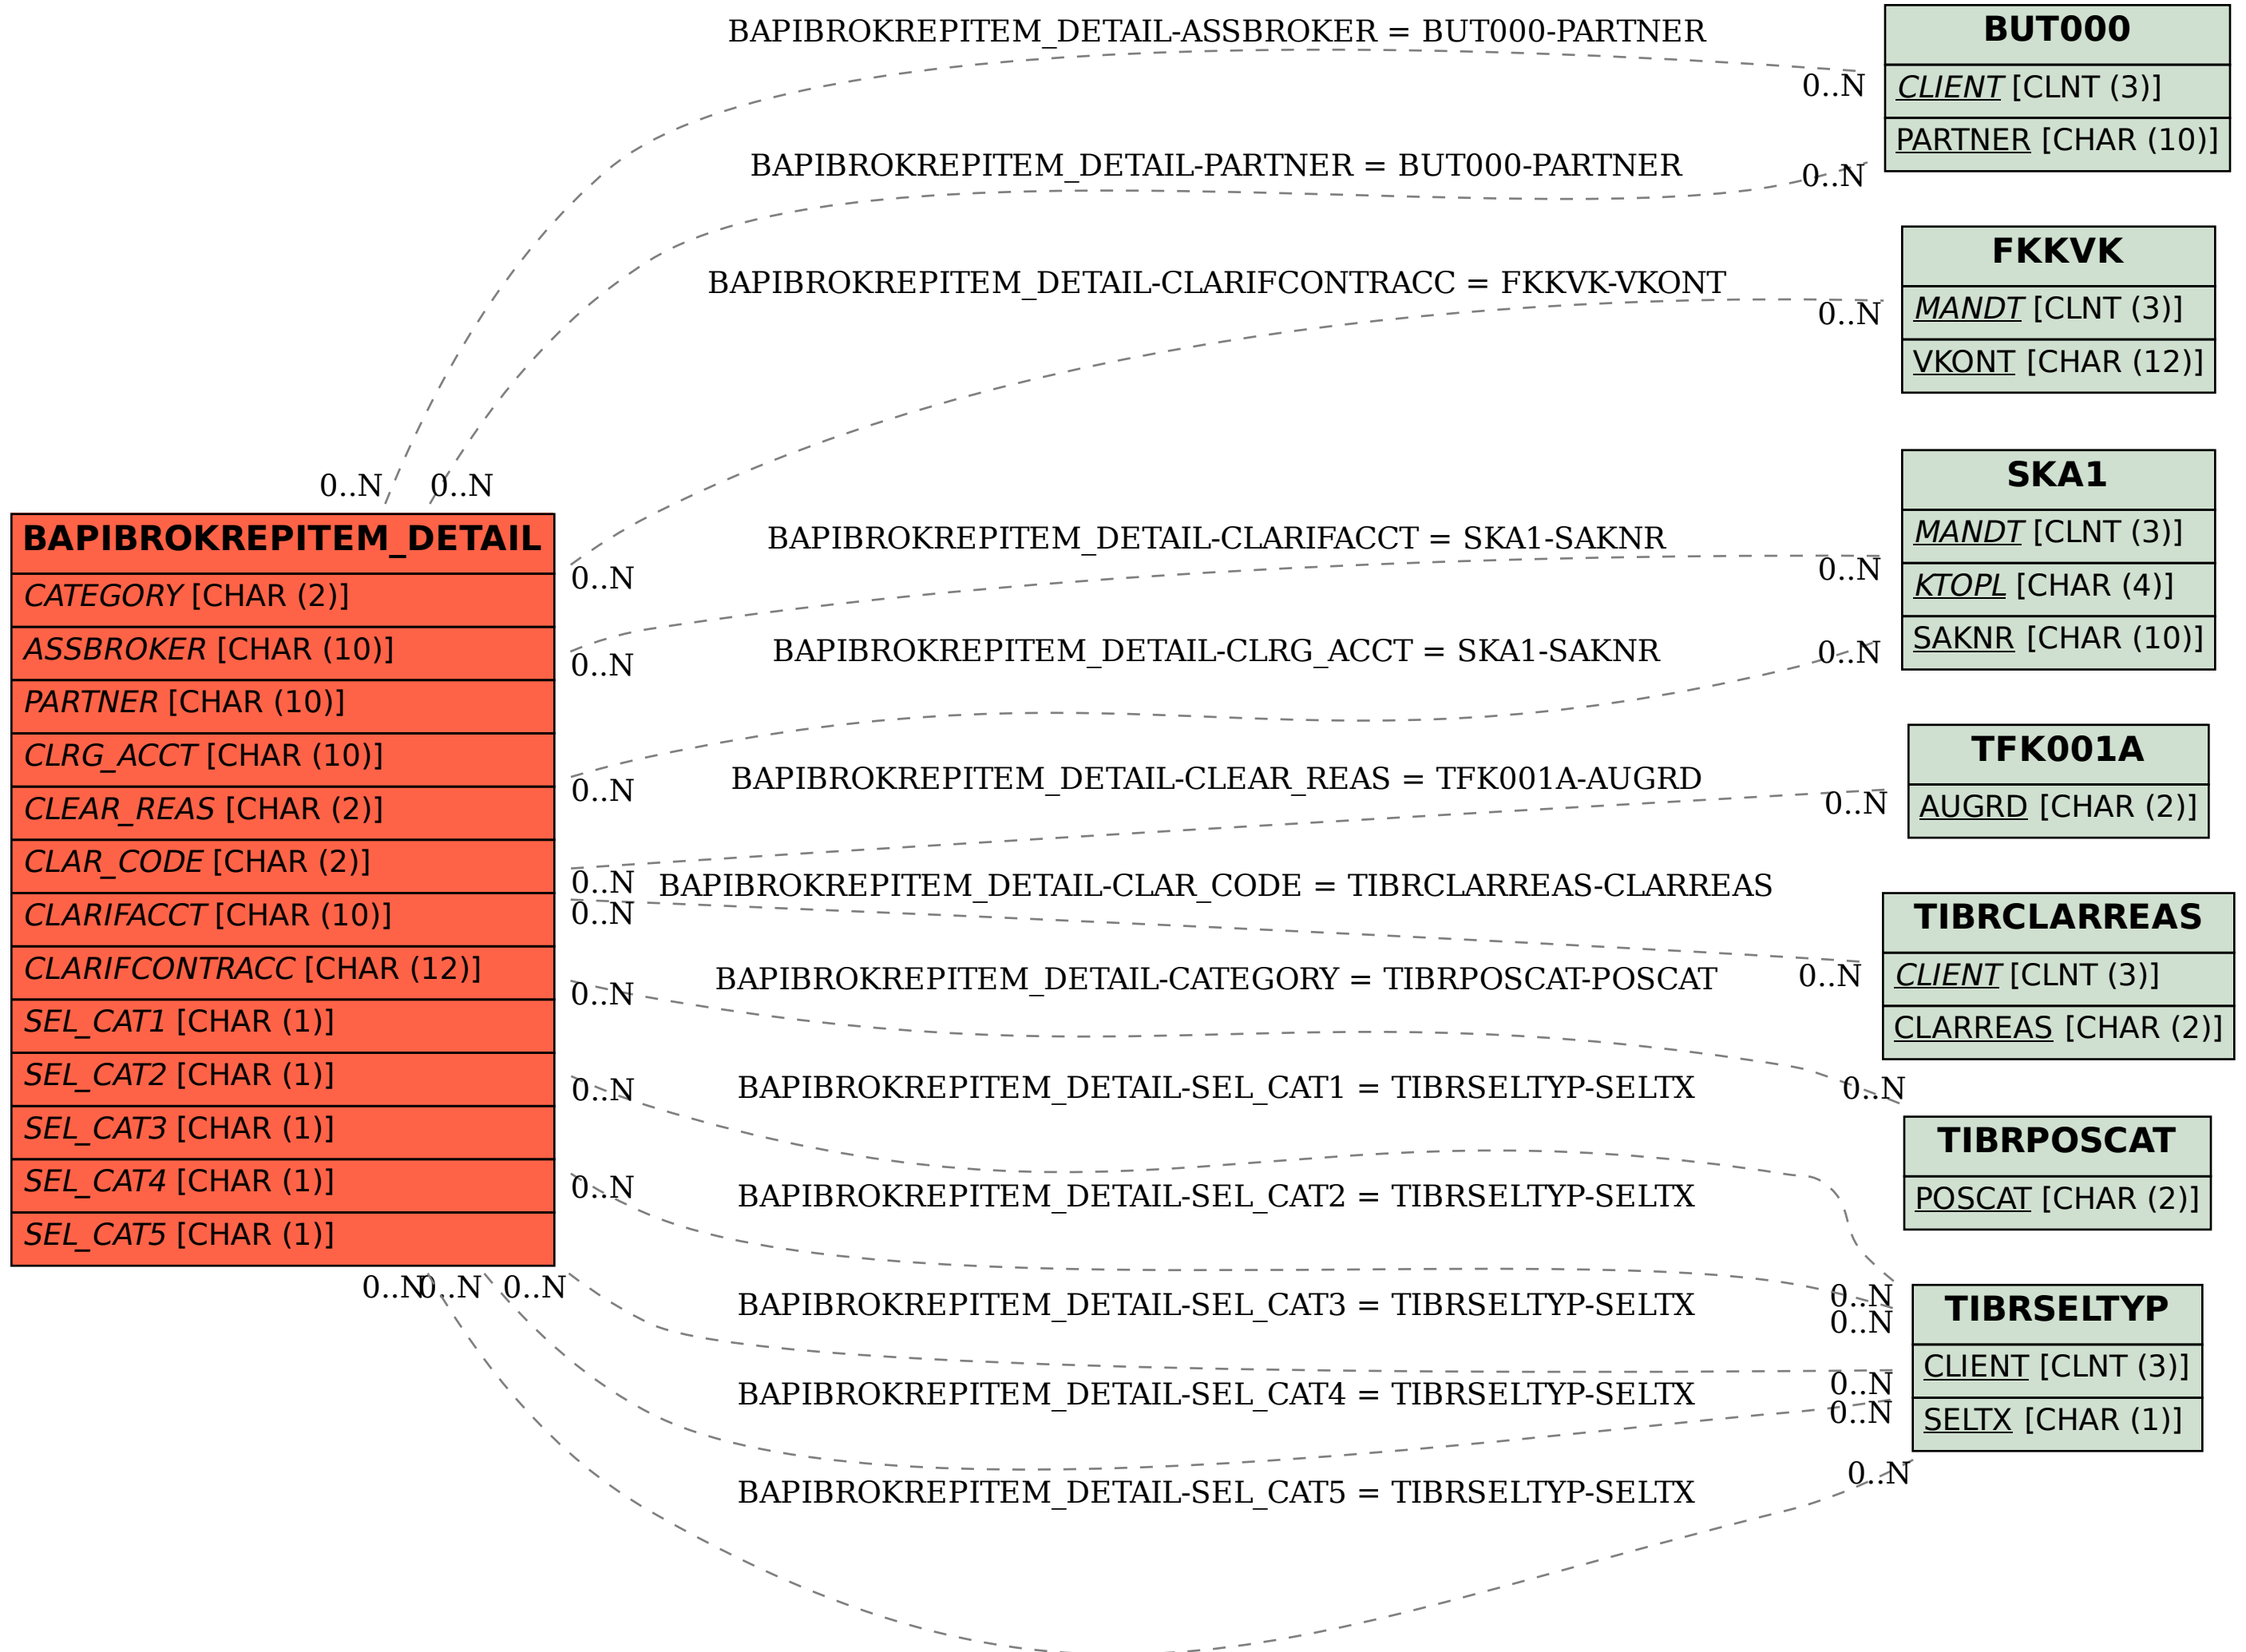 BAPIBROKREPITEM_DETAIL-ASSBROKER = BUT000-PARTNER
BUT000
CLIENT [CLNT (3)]
PARTNER [CHAR (10)]
0..N
BAPIBROKREPITEM_DETAIL-PARTNER = BUT000-PARTNER
0..N
FKKVK
MANDT [CLNT (3)]
VKONT [CHAR (12)]
BAPIBROKREPITEM_DETAIL-CLARIFCONTRACC = FKKVK-VKONT
0..N
SKA1
MANDT [CLNT (3)]
KTOPL [CHAR (4)]
SAKNR [CHAR (10)]
0..N
0..N
BAPIBROKREPITEM_DETAIL
CATEGORY [CHAR (2)]
ASSBROKER [CHAR (10)]
PARTNER [CHAR (10)]
CLRG_ACCT [CHAR (10)]
CLEAR_REAS [CHAR (2)]
CLAR_CODE [CHAR (2)]
CLARIFACCT [CHAR (10)]
CLARIFCONTRACC [CHAR (12)]
SEL_CAT1 [CHAR (1)]
SEL_CAT2 [CHAR (1)]
SEL_CAT3 [CHAR (1)]
SEL_CAT4 [CHAR (1)]
SEL_CAT5 [CHAR (1)]
0..N
BAPIBROKREPITEM_DETAIL-CLARIFACCT = SKA1-SAKNR
0..N
0..N
BAPIBROKREPITEM_DETAIL-CLRG_ACCT = SKA1-SAKNR
0..N
0..N
BAPIBROKREPITEM_DETAIL-CLEAR_REAS = TFK001A-AUGRD
0..N
TFK001A
AUGRD [CHAR (2)]
0..N
BAPIBROKREPITEM_DETAIL-CLAR_CODE = TIBRCLARREAS-CLARREAS
0..N
0..N
TIBRCLARREAS
CLIENT [CLNT (3)]
CLARREAS [CHAR (2)]
BAPIBROKREPITEM_DETAIL-CATEGORY = TIBRPOSCAT-POSCAT
0..N
0..N
TIBRPOSCAT
POSCAT [CHAR (2)]
BAPIBROKREPITEM_DETAIL-SEL_CAT1 = TIBRSELTYP-SELTX
0..N
0..N
BAPIBROKREPITEM_DETAIL-SEL_CAT2 = TIBRSELTYP-SELTX
0..N
0..N
TIBRSELTYP
CLIENT [CLNT (3)]
SELTX [CHAR (1)]
0..N
0..N
0..N
BAPIBROKREPITEM_DETAIL-SEL_CAT3 = TIBRSELTYP-SELTX
0..N
BAPIBROKREPITEM_DETAIL-SEL_CAT4 = TIBRSELTYP-SELTX
0..N
BAPIBROKREPITEM_DETAIL-SEL_CAT5 = TIBRSELTYP-SELTX
0..N